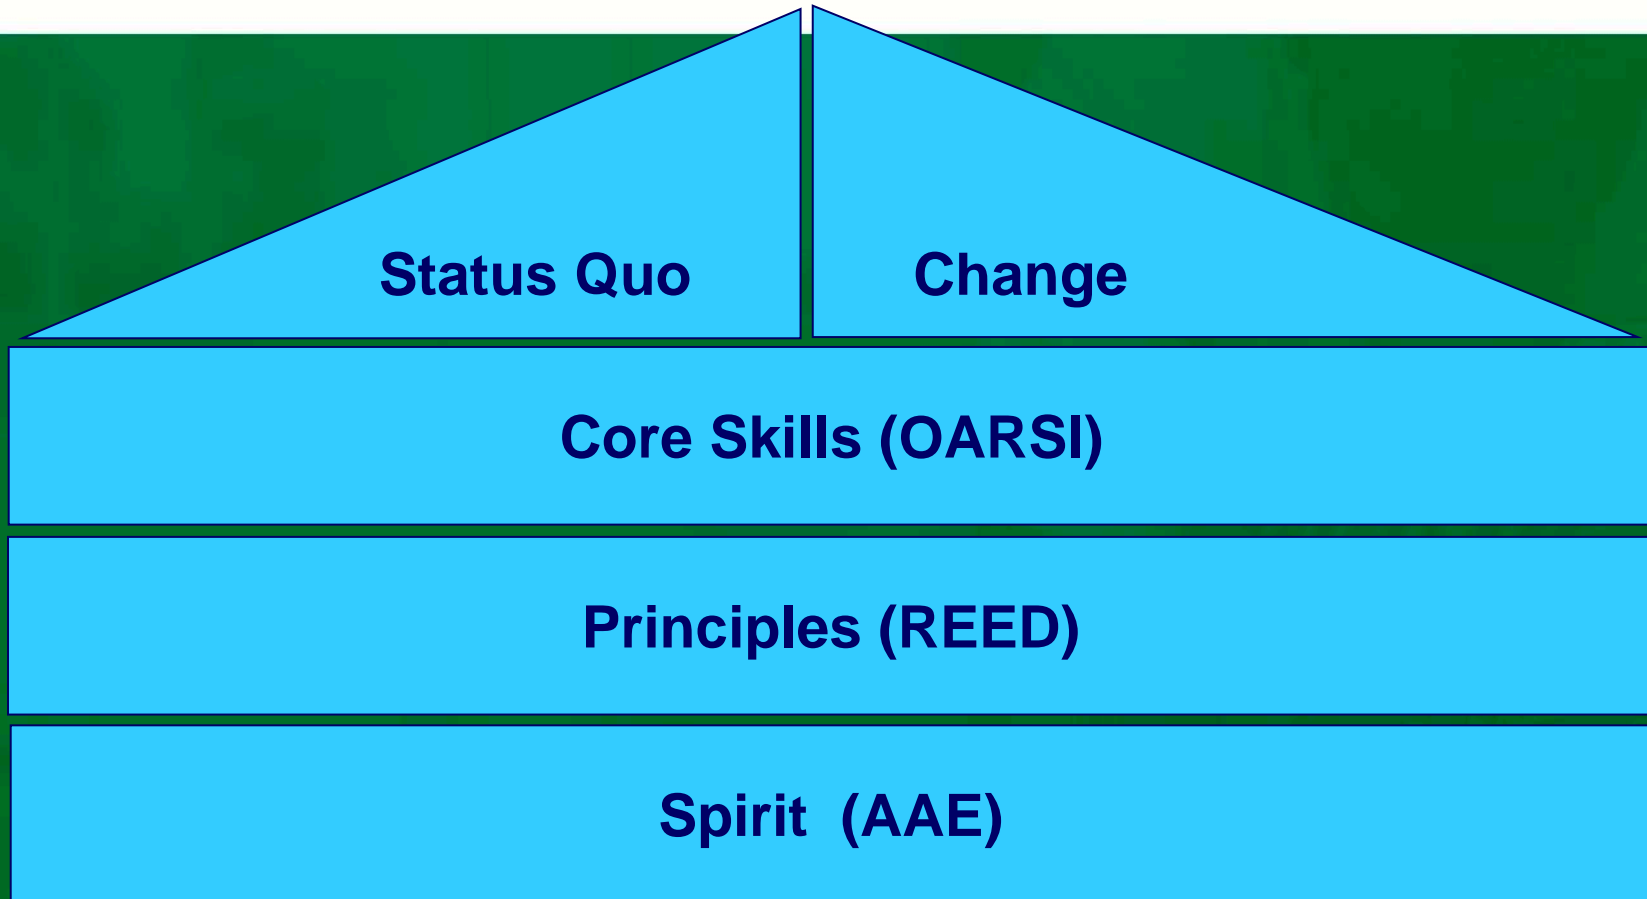 Status Quo
Change
Core Skills (OARSI)
Principles (REED)
Spirit (AAE)